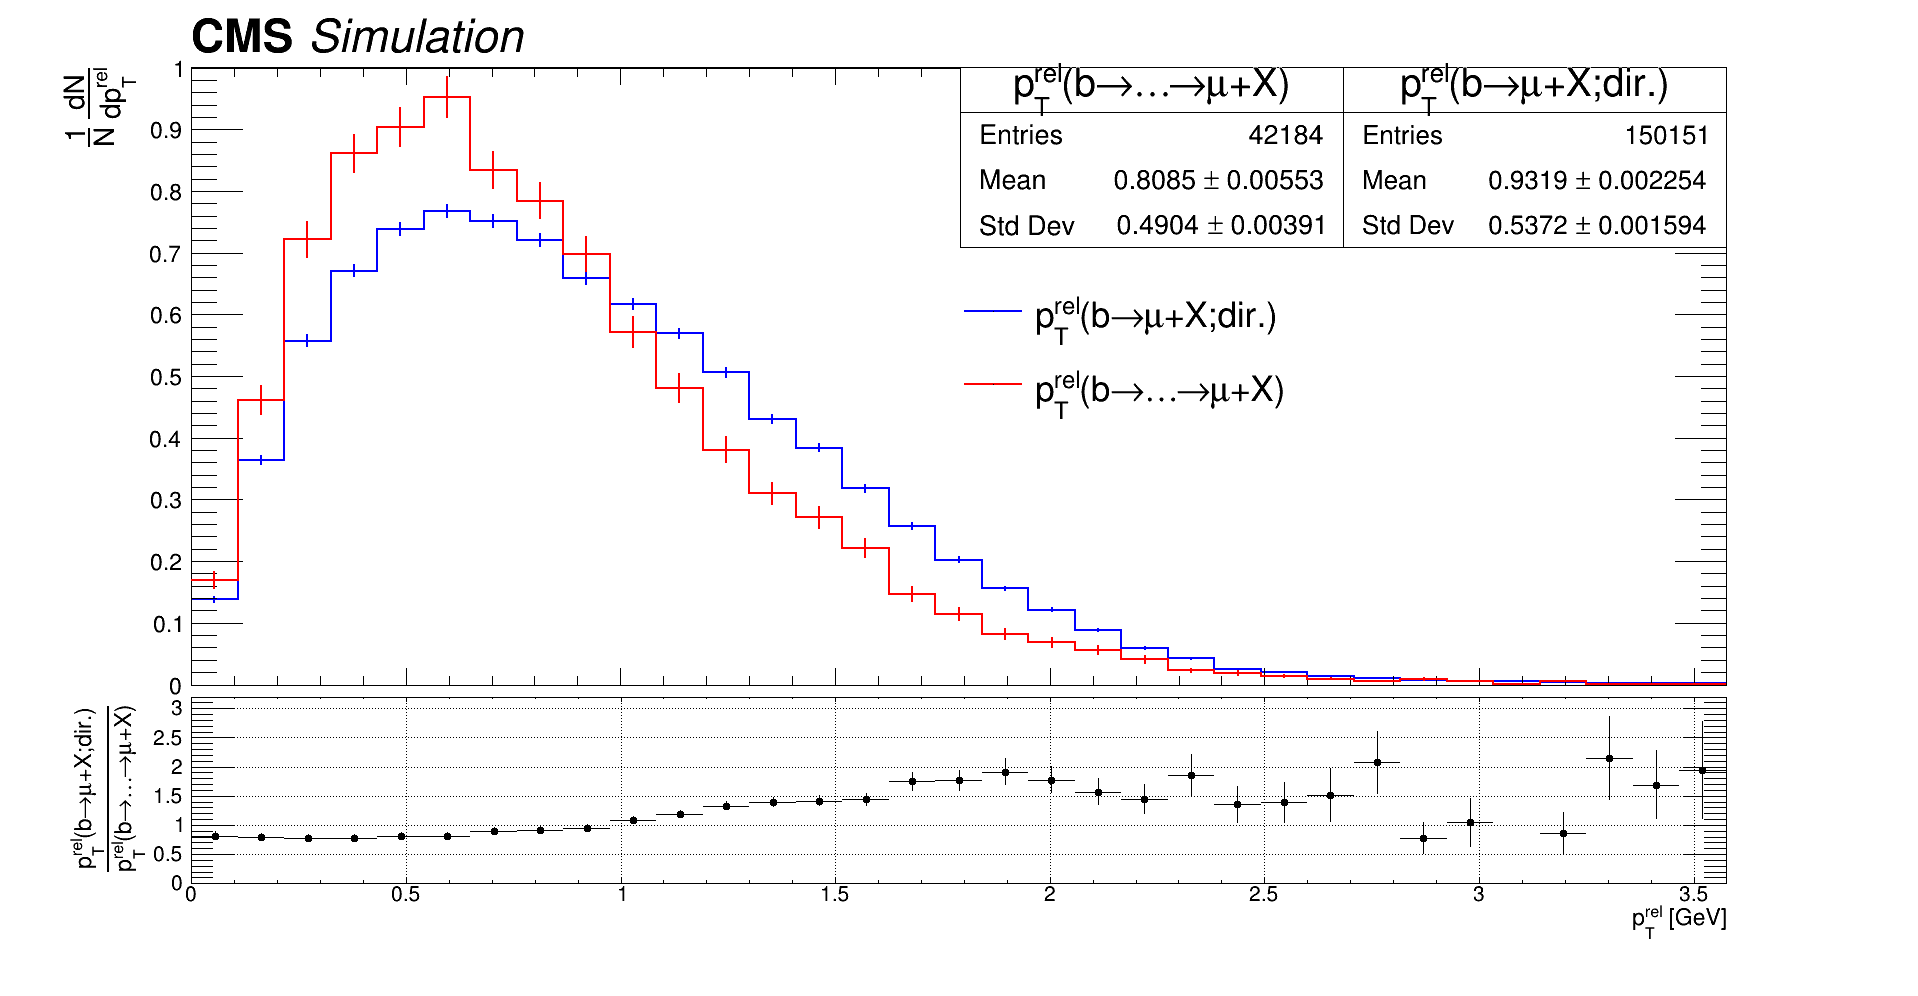 CMS Simulation
1/N dN/dp_T^rel
1
0.9
0.8
0.7
0.6
0.5
0.4
0.3
0.2
0.1
0
p_T^rel(b→...→μ+X)
Entries 42184
Mean 0.8085 ± 0.00553
Std Dev 0.4904 ± 0.00391
p_T^rel(b→μ+X;dir.)
Entries 150151
Mean 0.9319 ± 0.002254
Std Dev 0.5372 ± 0.001594
p_T^rel(b→μ+X;dir.)
p_T^rel(b→...→μ+X)
p_T^rel(b→μ+X;dir.)
p_T^rel(b→...→μ+X)
3
2.5
2
1.5
1
0.5
0
0 0.5 1 1.5 2 2.5 3 3.5
p_T^rel [GeV]